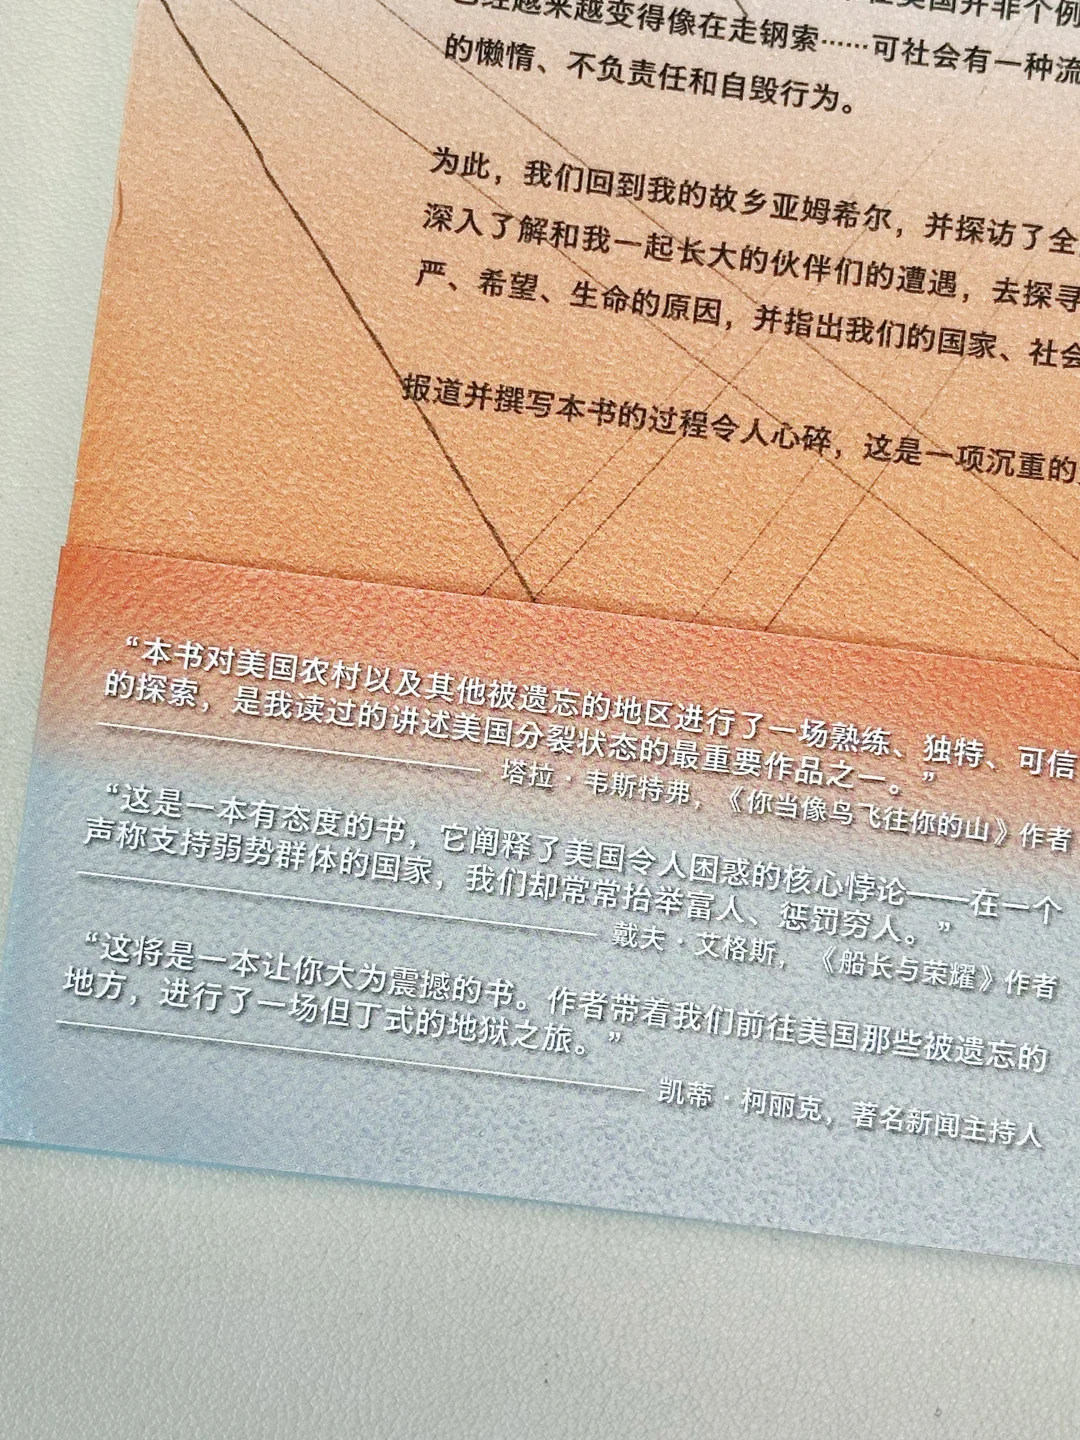 在美国并非个例
已经越来越变得像在走钢索……可社会有一种流
的懒惰、不负责任和自毁行为。
为此，我们回到我的故乡亚姆希尔，并探访了全
深入了解和我一起长大的伙伴们的遭遇，去探寻
严、希望、生命的原因，并指出我们的国家、社会
报道并撰写本书的过程令人心碎，这是一项沉重的
“本书对美国农村以及其他被遗忘的地区进行了一场熟练、独特、可信
的探索，是我读过的讲述美国分裂状态的最重要作品之一。”
塔拉·韦斯特弗，《你当像鸟飞往你的山》作者
“这是一本有态度的书，它阐释了美国令人困惑的核心悖论——在一个
声称支持弱势群体的国家，我们却常常抬举富人、惩罚穷人。”
戴夫·艾格斯，《船长与荣耀》作者
“这将是一本让你大为震撼的书。作者带着我们前往美国那些被遗忘的
地方，进行了一场但丁式的地狱之旅。”
凯蒂·柯丽克，著名新闻主持人